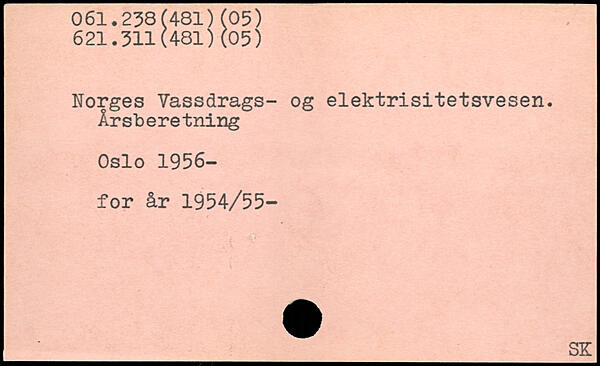 061.238(481)(05)
621.311(481)(05)
Norges Vassdrags- og elektrisitetsvesen.
Årsberetning
Oslo 1956-
for år 1954/55-
SK